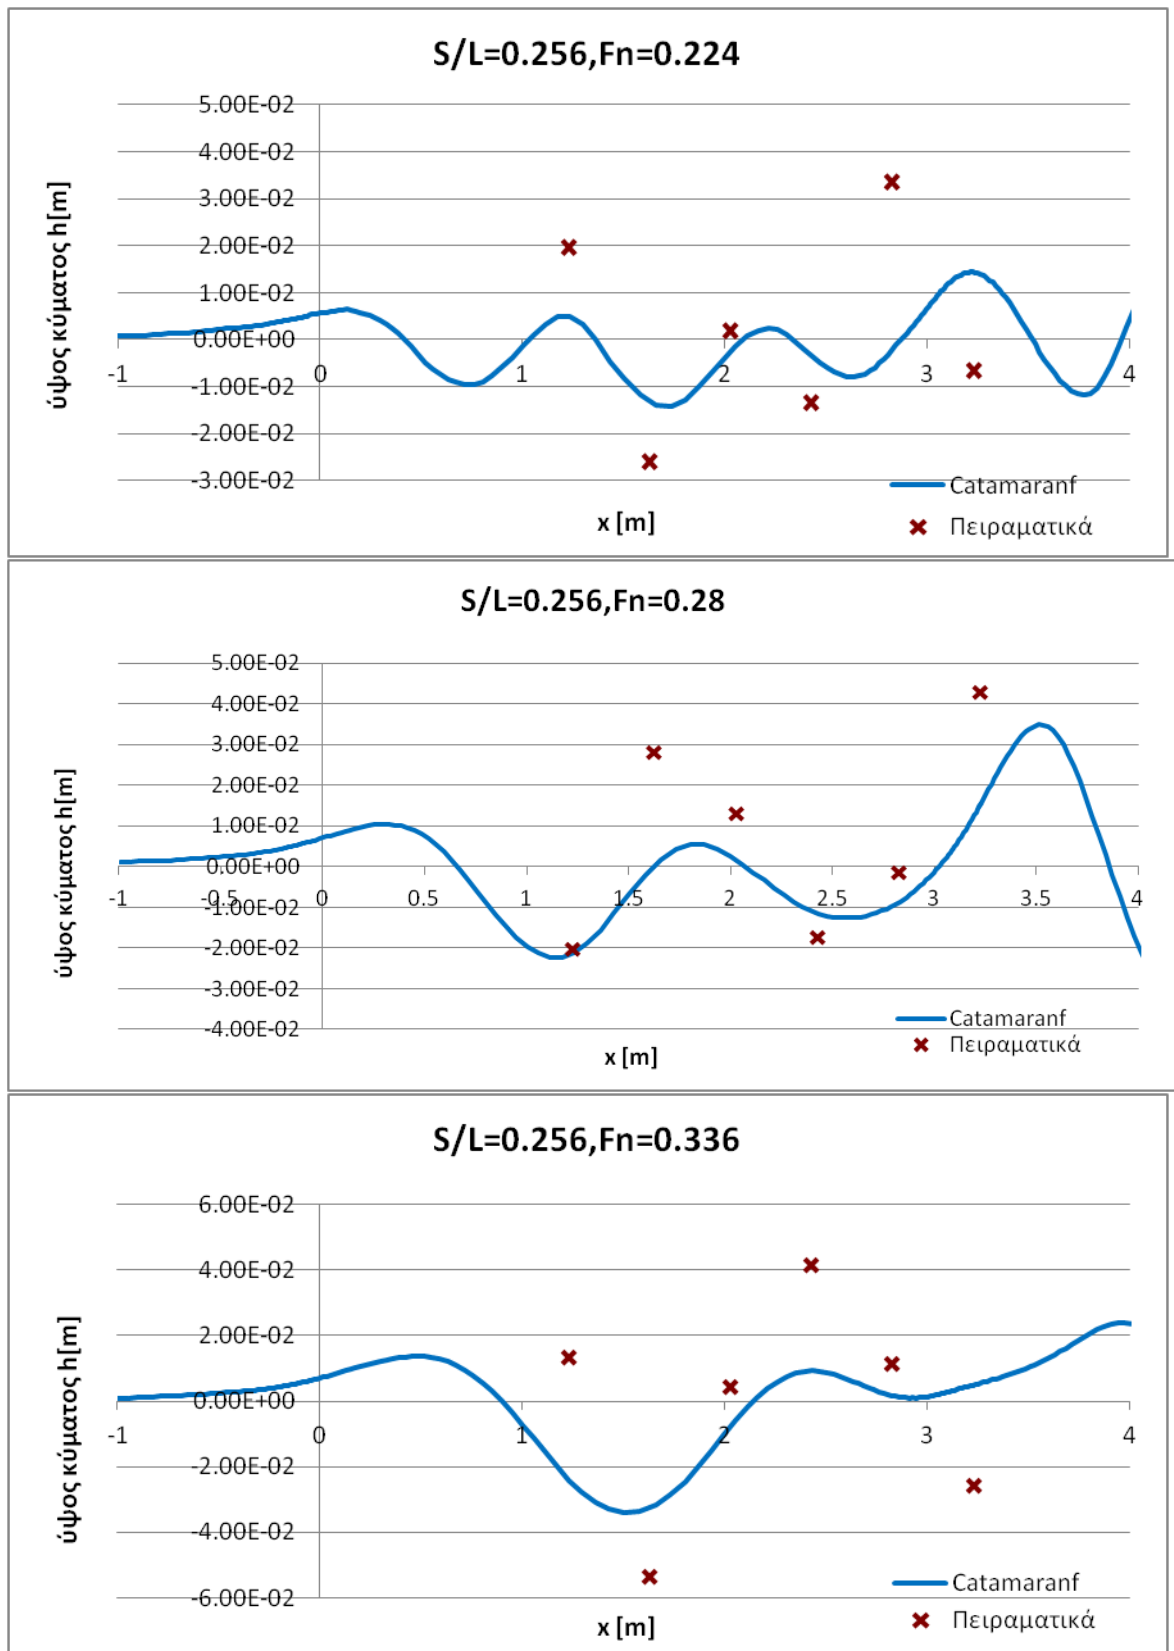 S/L=0.256,Fn=0.224
5.00E-02
4.00E-02
3.00E-02
2.00E-02
1.00E-02
0.00E+00
-1.00E-02
-2.00E-02
-3.00E-02
-1 0 1 2 3 4
ύψος κύματος h[m]
x [m]
Catamaranf
Πειραματικά
S/L=0.256,Fn=0.28
5.00E-02
4.00E-02
3.00E-02
2.00E-02
1.00E-02
0.00E+00
-1.00E-02
-2.00E-02
-3.00E-02
-4.00E-02
-1 -0.5 0 0.5 1 1.5 2 2.5 3 3.5 4
ύψος κύματος h[m]
x [m]
Catamaranf
Πειραματικά
S/L=0.256,Fn=0.336
6.00E-02
4.00E-02
2.00E-02
0.00E+00
-2.00E-02
-4.00E-02
-6.00E-02
-1 0 1 2 3 4
ύψος κύματος h[m]
x [m]
Catamaranf
Πειραματικά